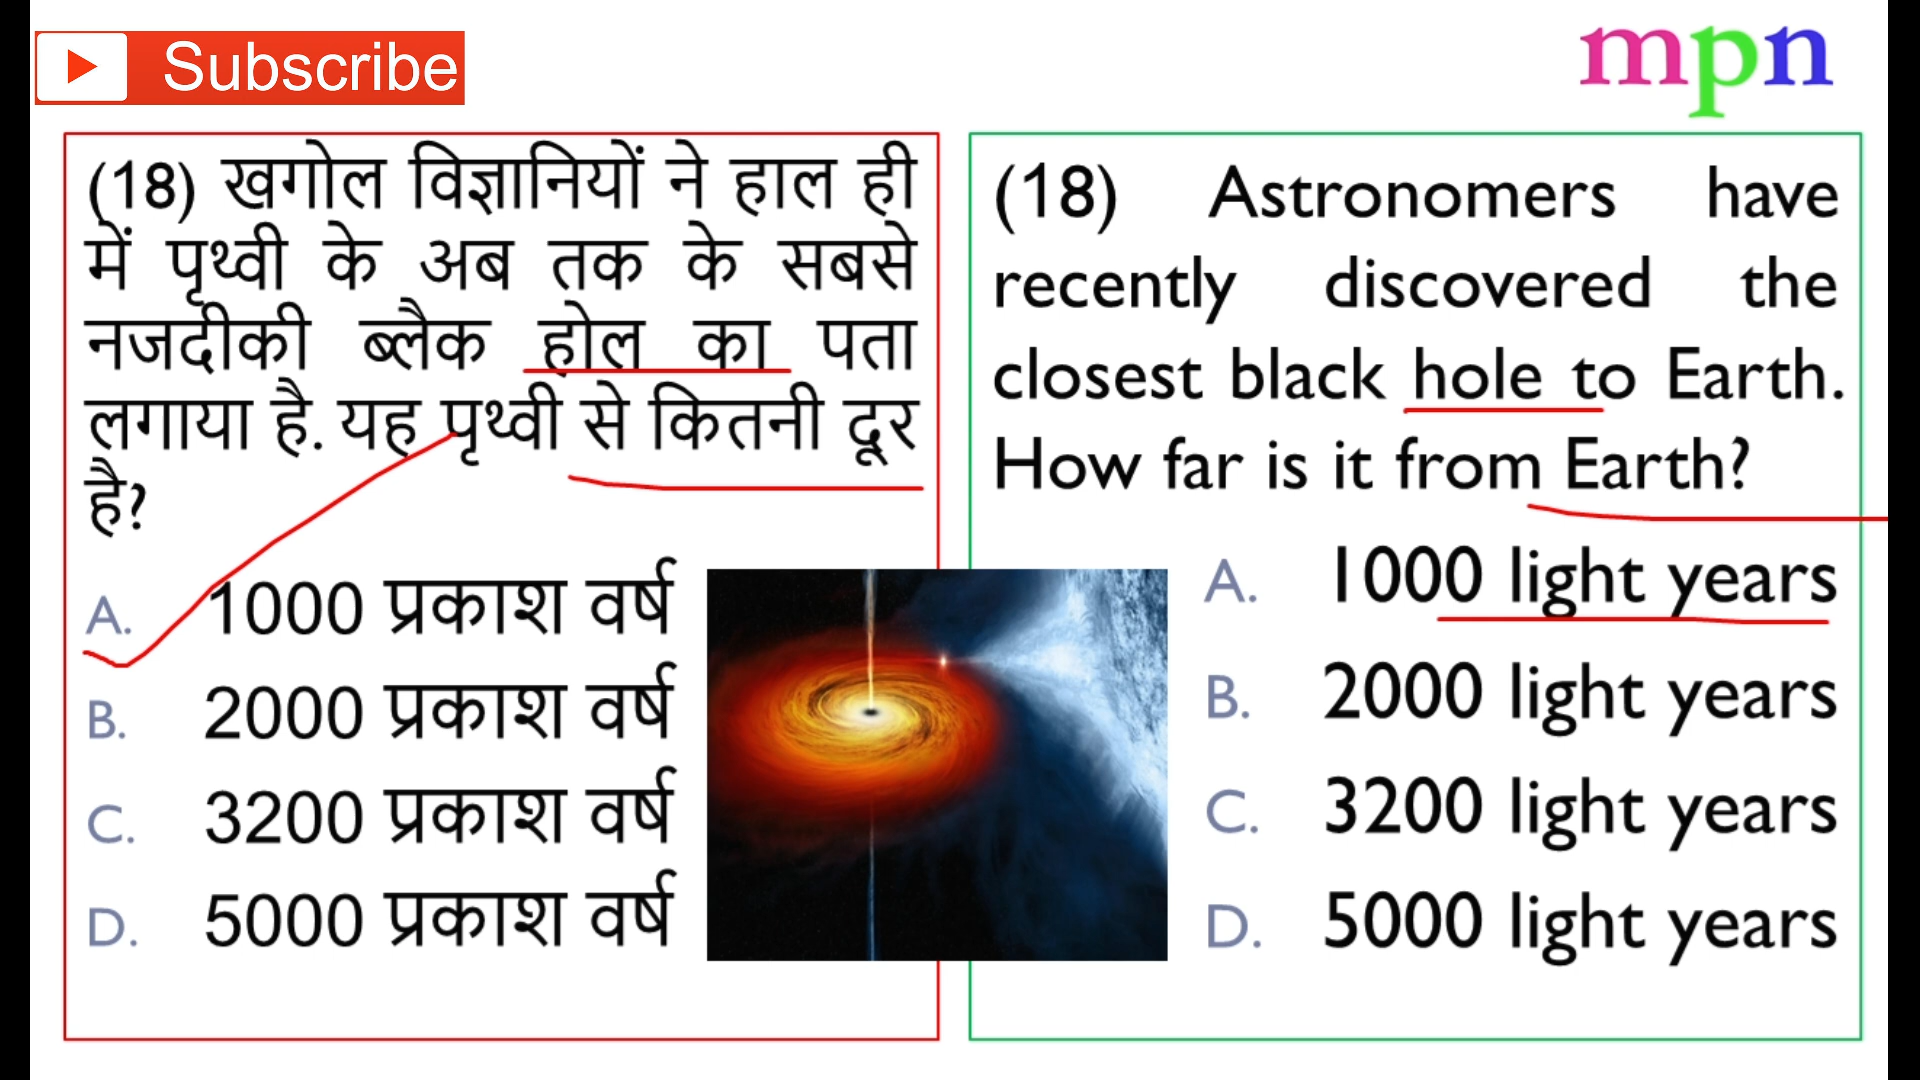 Subscribe
mpn
(18) खगोल विज्ञानियों ने हाल ही
में पृथ्वी के अब तक के सबसे
नजदीकी ब्लैक होल का पता
लगाया है. यह पृथ्वी से कितनी दूर
है?
A. 1000 प्रकाश वर्ष
B. 2000 प्रकाश वर्ष
C. 3200 प्रकाश वर्ष
D. 5000 प्रकाश वर्ष
(18) Astronomers have
recently discovered the
closest black hole to Earth.
How far is it from Earth?
A. 1000 light years
B. 2000 light years
C. 3200 light years
D. 5000 light years